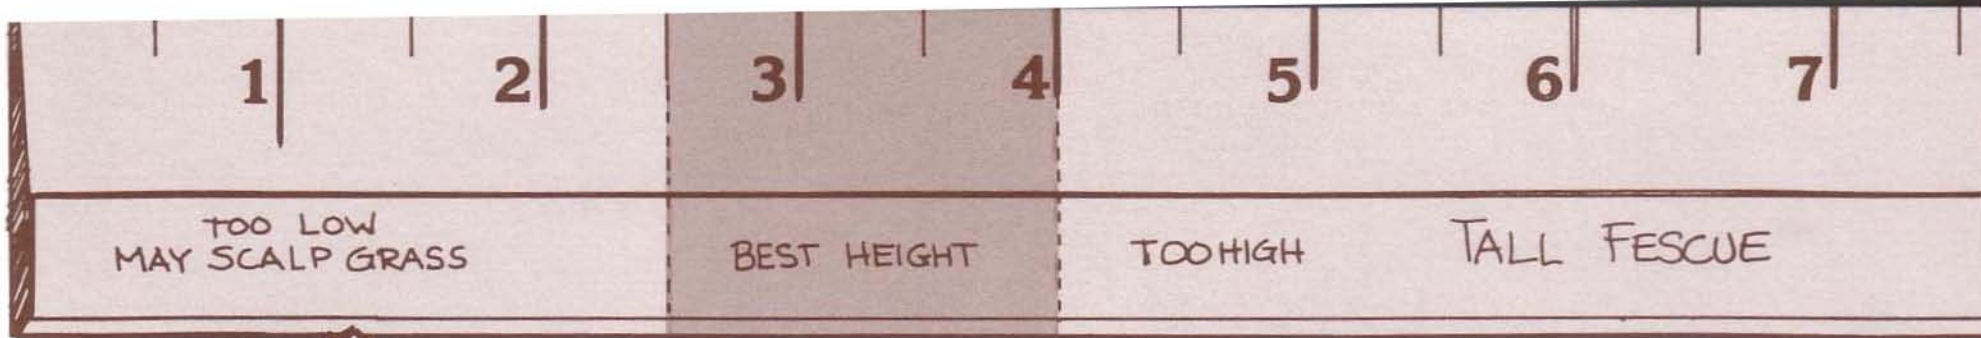 1 2 3 4 5 6 7
TOO LOW
MAY SCALP GRASS
BEST HEIGHT
TOO HIGH
TALL FESCUE